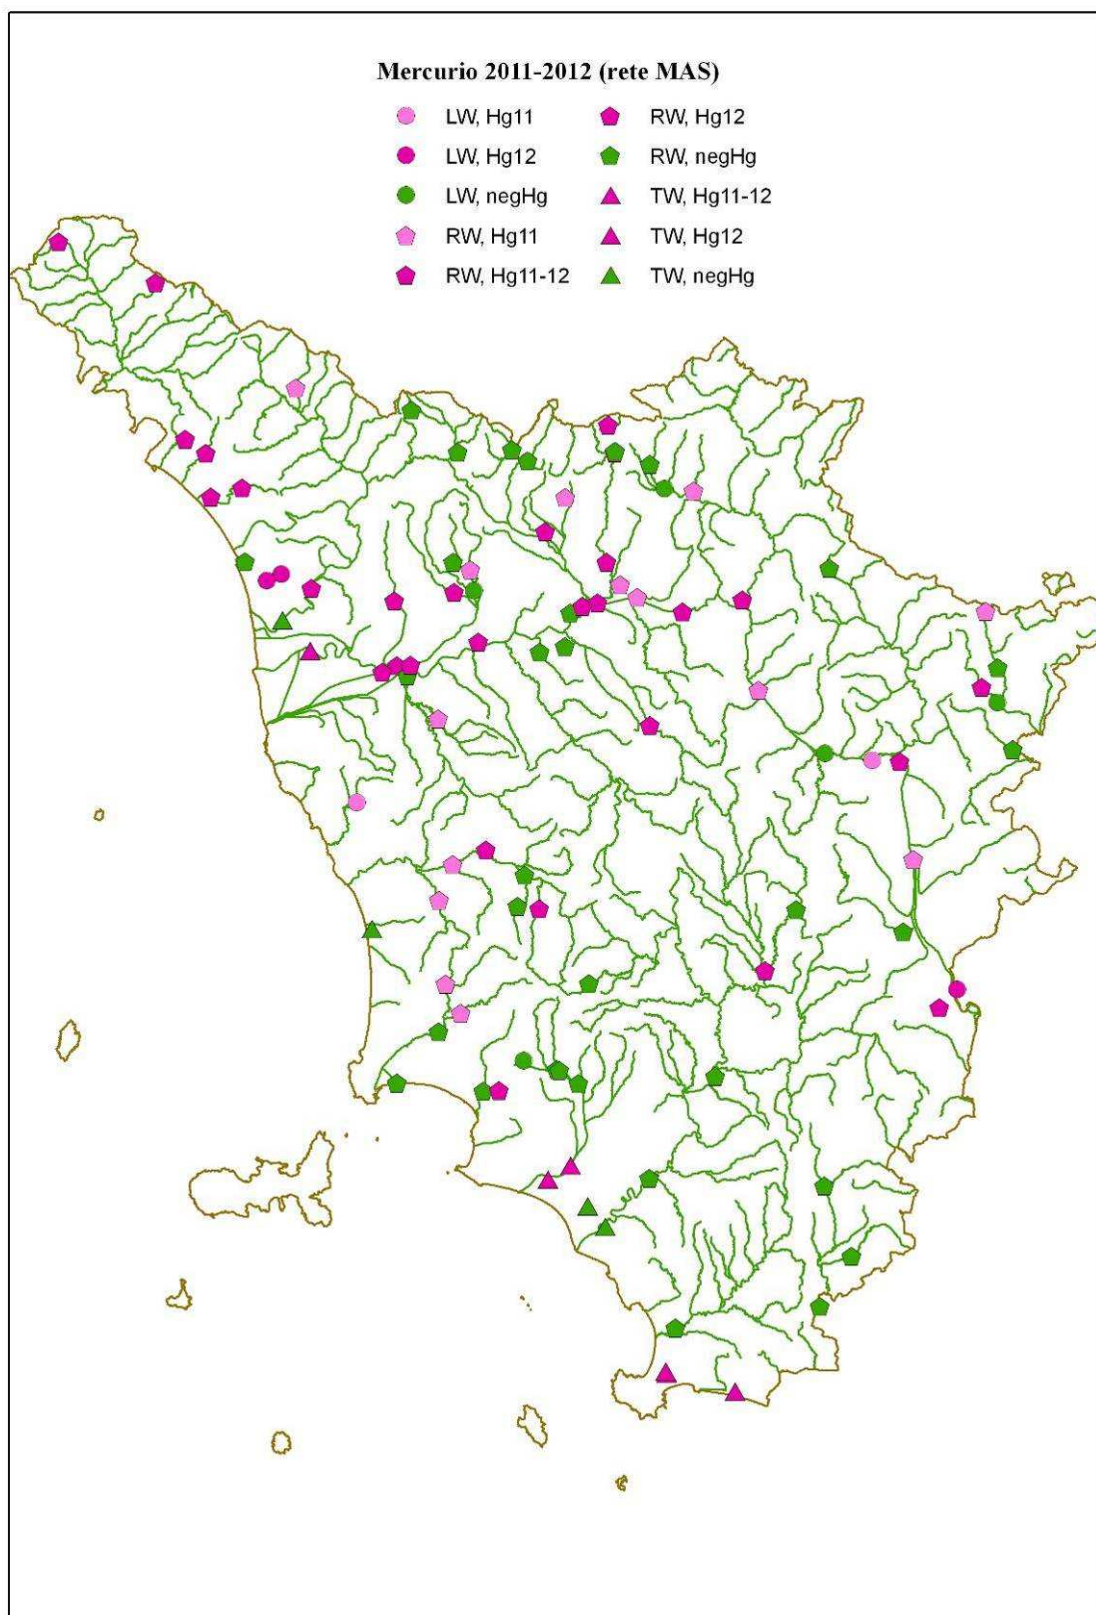 Mercurio 2011-2012 (rete MAS)
LW, Hg11
LW, Hg12
LW, negHg
RW, Hg11
RW, Hg11-12
RW, Hg12
RW, negHg
TW, Hg11-12
TW, Hg12
TW, negHg